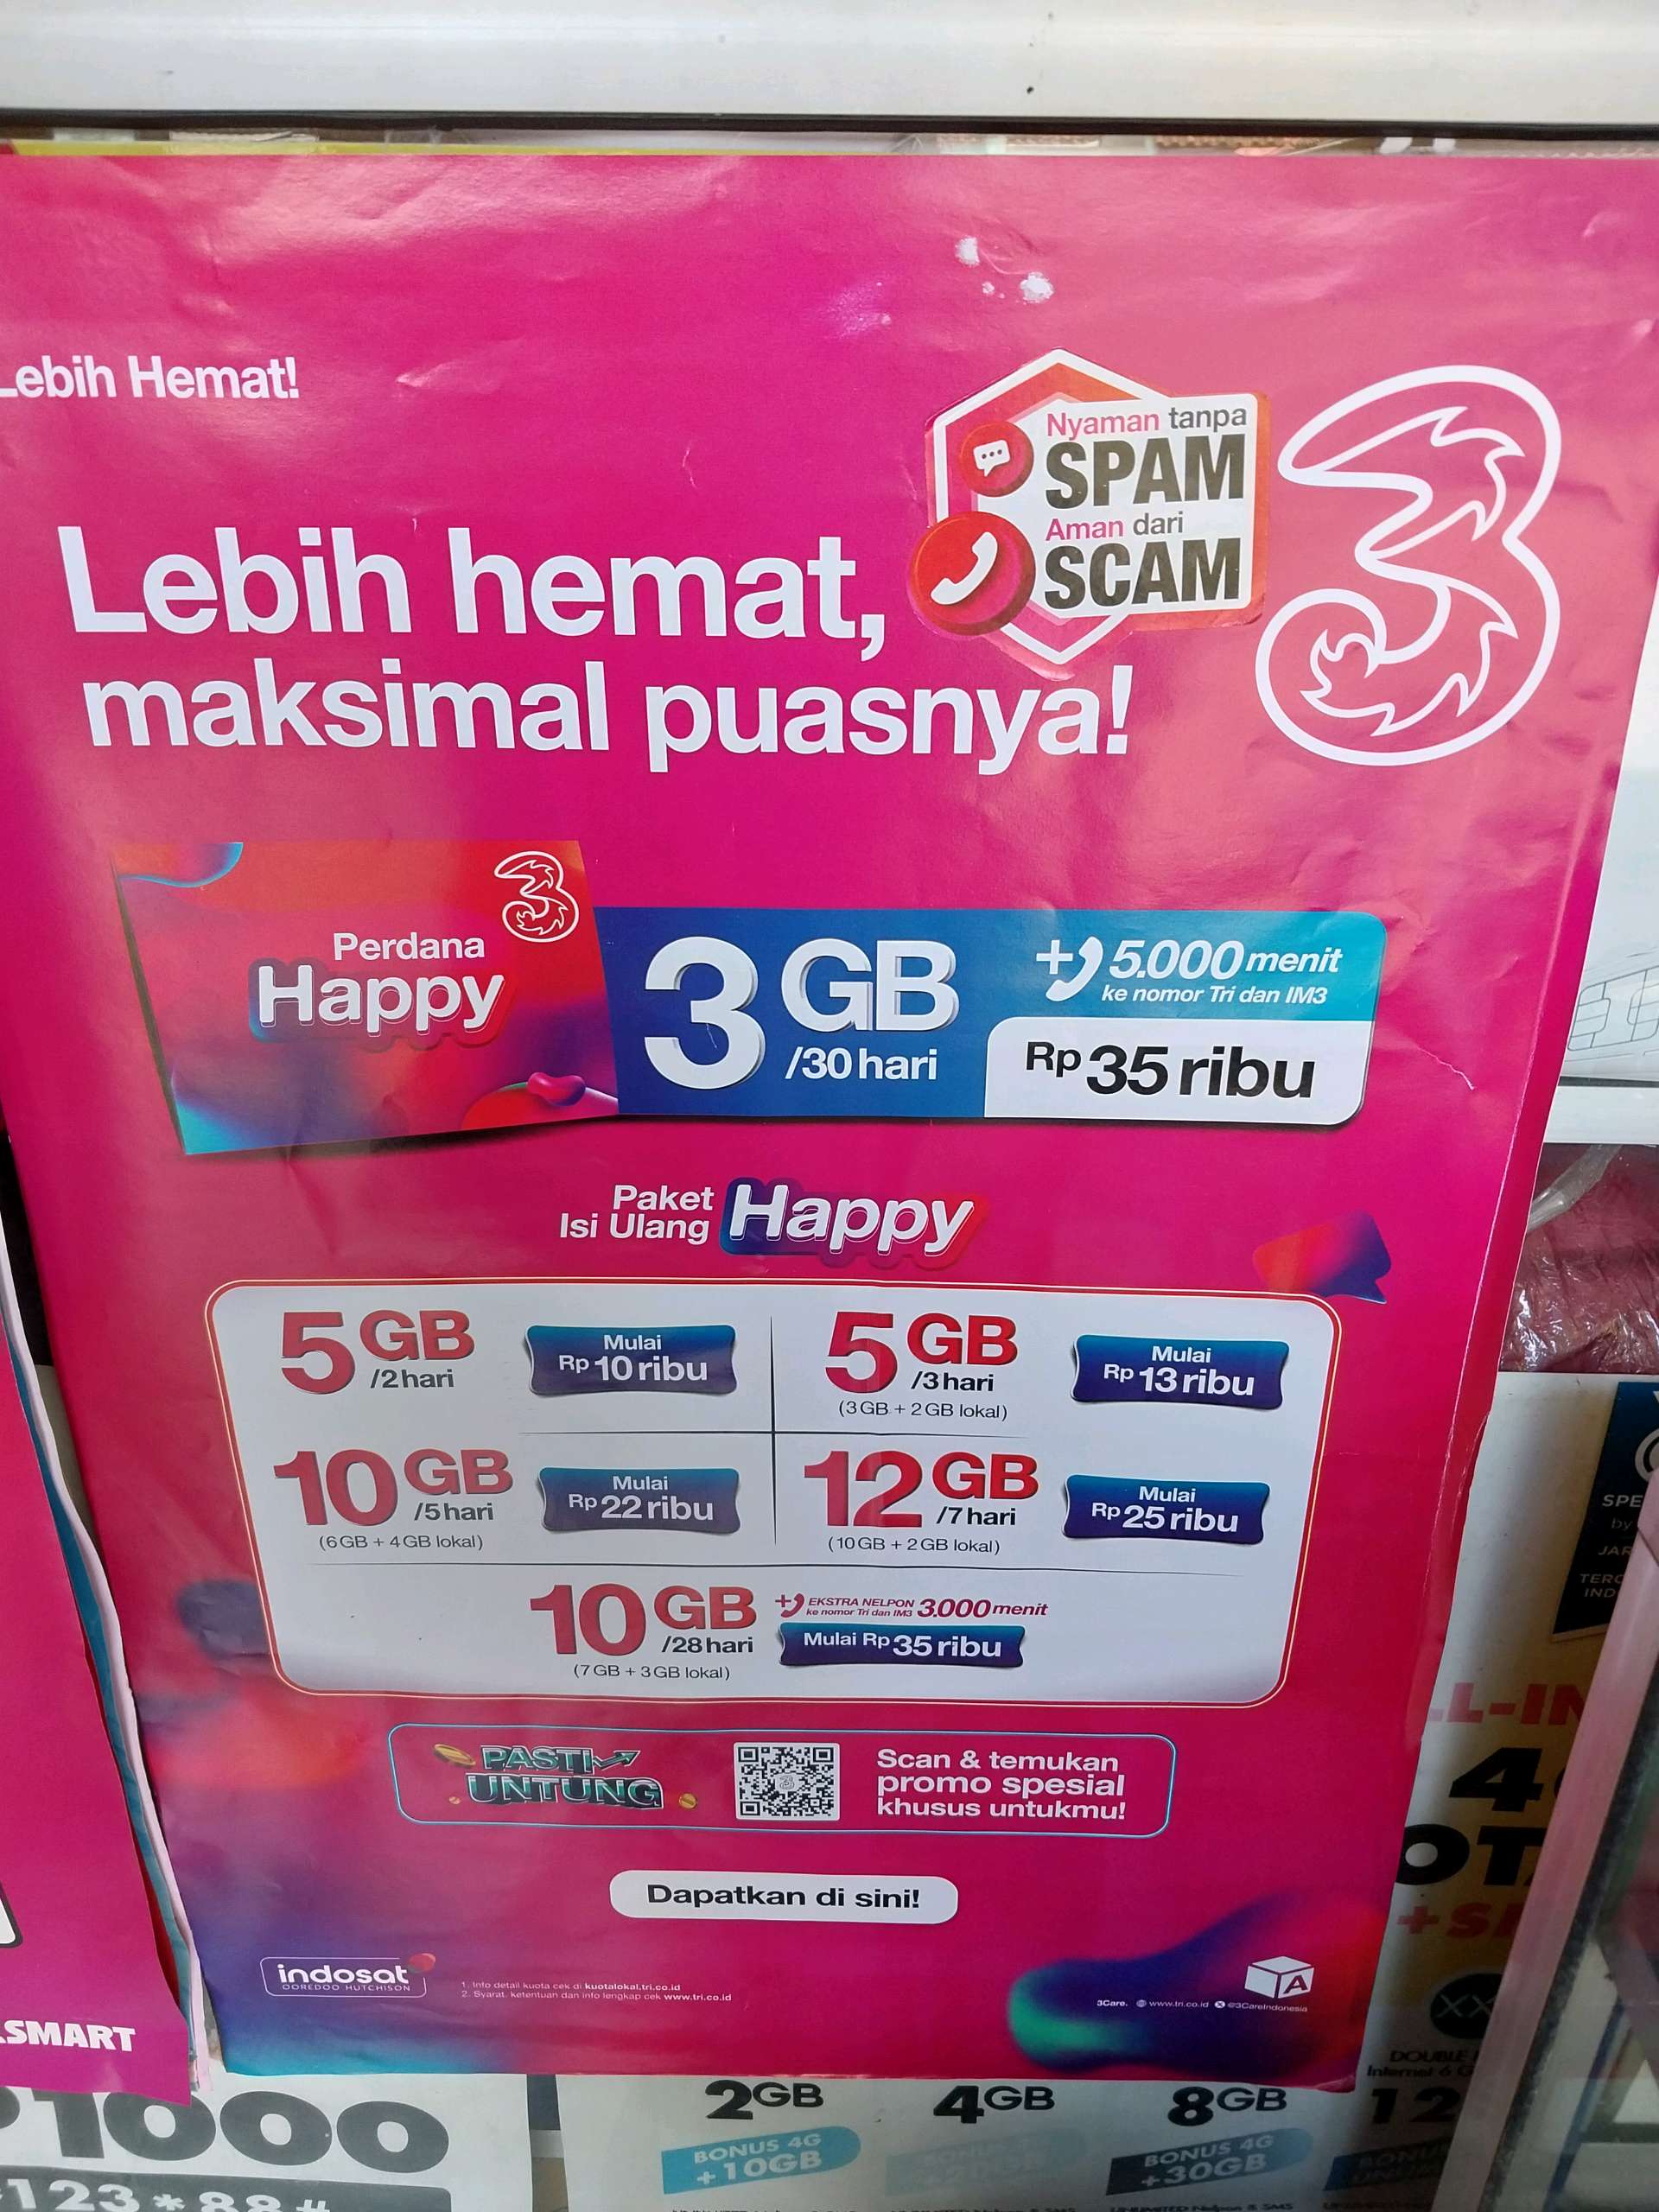 Lebih Hemat!
Nyaman tanpa
SPAM
Aman dari
SCAM
3
Lebih hemat,
maksimal puasnya!
3
Perdana
Happy
3 GB
/30 hari
+ 5.000 menit
ke nomor Tri dan IM3
Rp 35 ribu
Paket
Isi Ulang
Happy
5 GB
/2 hari
Mulai
Rp 10 ribu
5 GB
/3 hari
(3 GB + 2 GB lokal)
Mulai
Rp 13 ribu
10 GB
/5 hari
(6 GB + 4 GB lokal)
Mulai
Rp 22 ribu
12 GB
/7 hari
(10 GB + 2 GB lokal)
Mulai
Rp 25 ribu
10 GB
/28 hari
(7 GB + 3 GB lokal)
+ EKSTRA NELPON 3.000 menit
ke nomor Tri dan IM3
Mulai Rp 35 ribu
PASTI
UNTUNG
Scan & temukan
promo spesial
khusus untukmu!
Dapatkan di sini!
indosat
OOREDOO HUTCHISON
1. Info detail kuota cek di kuotalokal.tri.co.id
2. Syarat, ketentuan dan info lengkap cek www.tri.co.id
A
3Care. www.tri.co.id @3CareIndonesia
SMART
1000
123*88#
2GB
BONUS 4G
+10GB
4GB
8GB
BONUS 4G
+30GB
DOUBLE
12